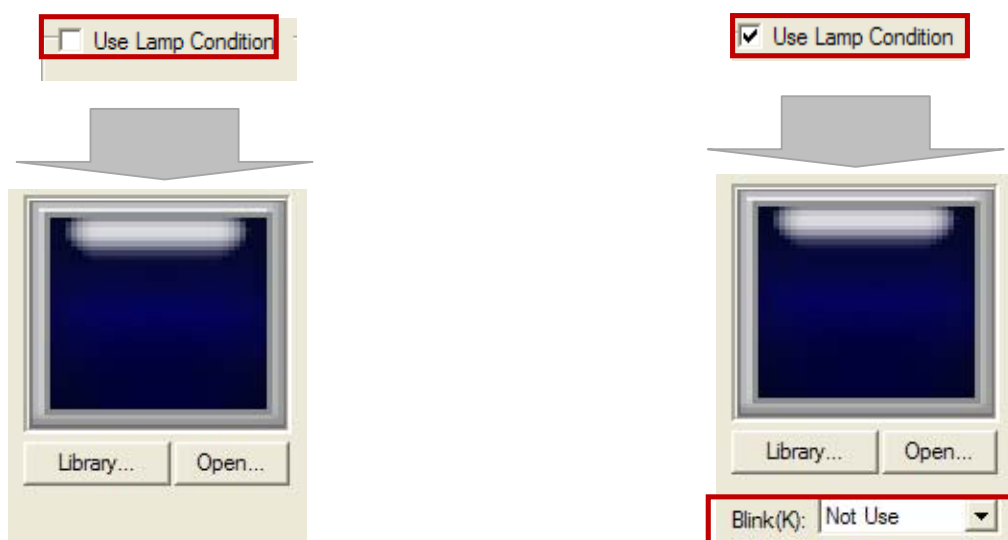 Use Lamp Condition
Library...
Open...
Use Lamp Condition
Library...
Open...
Blink(K):
Not Use